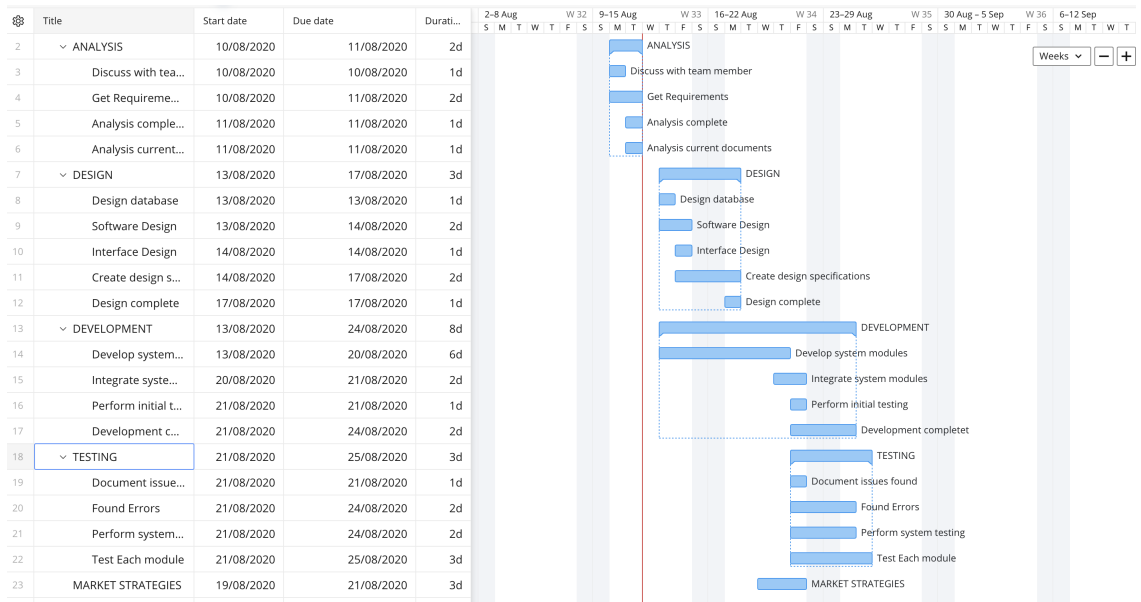 Title Start date Due date Durati... 2–8 Aug W 32 9–15 Aug W 33 16–22 Aug W 34 23–29 Aug W 35 30 Aug – 5 Sep W 36 6–12 Sep
S M T W T F S S M T W T F S S M T W T F S S M T W T F S S M T W T F S S M T W T
2 ANALYSIS 10/08/2020 11/08/2020 2d ANALYSIS
Weeks
3 Discuss with tea... 10/08/2020 10/08/2020 1d Discuss with team member
4 Get Requireme... 10/08/2020 11/08/2020 2d Get Requirements
5 Analysis comple... 11/08/2020 11/08/2020 1d Analysis complete
6 Analysis current... 11/08/2020 11/08/2020 1d Analysis current documents
7 DESIGN 13/08/2020 17/08/2020 3d DESIGN
8 Design database 13/08/2020 13/08/2020 1d Design database
9 Software Design 13/08/2020 14/08/2020 2d Software Design
10 Interface Design 14/08/2020 14/08/2020 1d Interface Design
11 Create design s... 14/08/2020 17/08/2020 2d Create design specifications
12 Design complete 17/08/2020 17/08/2020 1d Design complete
13 DEVELOPMENT 13/08/2020 24/08/2020 8d DEVELOPMENT
14 Develop system... 13/08/2020 20/08/2020 6d Develop system modules
15 Integrate syste... 20/08/2020 21/08/2020 2d Integrate system modules
16 Perform initial t... 21/08/2020 21/08/2020 1d Perform initial testing
17 Development c... 21/08/2020 24/08/2020 2d Development completet
18 TESTING 21/08/2020 25/08/2020 3d TESTING
19 Document issue... 21/08/2020 21/08/2020 1d Document issues found
20 Found Errors 21/08/2020 24/08/2020 2d Found Errors
21 Perform system... 21/08/2020 24/08/2020 2d Perform system testing
22 Test Each module 21/08/2020 25/08/2020 3d Test Each module
23 MARKET STRATEGIES 19/08/2020 21/08/2020 3d MARKET STRATEGIES